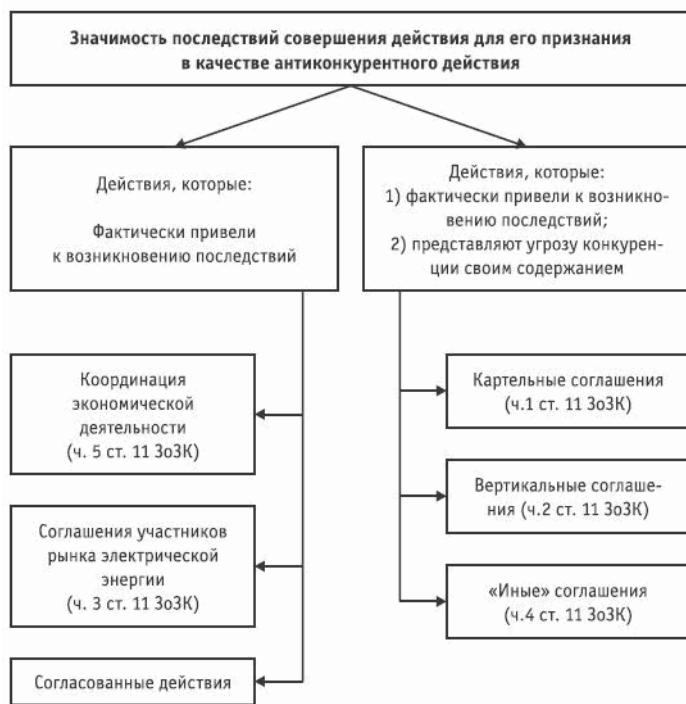 Значимость последствий совершения действия для его признания
в качестве антиконкурентного действия
Действия, которые:
Фактически привели
к возникновению последствий
Действия, которые:
1) фактически привели к возникно-
вению последствий;
2) представляют угрозу конкурен-
ции своим содержанием
Координация
экономической
деятельности
(ч. 5 ст. 11 ЗоЗК)
Соглашения участников
рынка электрической
энергии
(ч. 3 ст. 11 ЗоЗК)
Согласованные действия
Картельные соглашения
(ч.1 ст. 11 ЗоЗК)
Вертикальные соглаше-
ния (ч.2 ст. 11 ЗоЗК)
«Иные» соглашения
(ч.4 ст. 11 ЗоЗК)